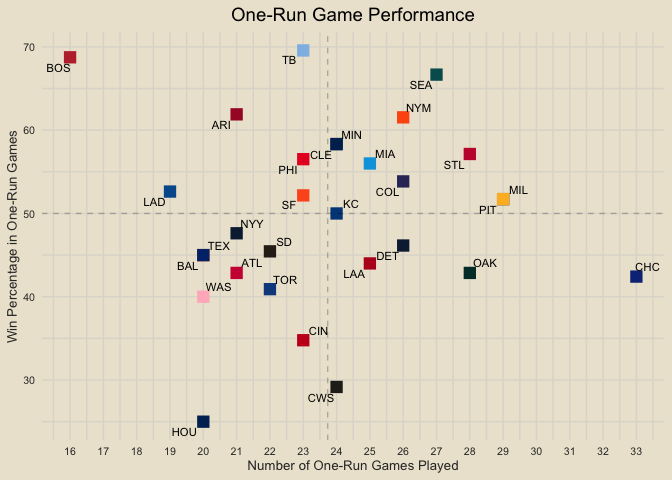 One-Run Game Performance
Win Percentage in One-Run Games
70
60
50
40
30
BOS
TB
SEA
ARI
NYM
MIN
CLE
MIA
PHI
STL
COL
LAD
SF
KC
MIL
PIT
NYY
TEX
SD
BAL
ATL
DET
LAA
OAK
CHC
WAS
TOR
CIN
CWS
HOU
16 17 18 19 20 21 22 23 24 25 26 27 28 29 30 31 32 33
Number of One-Run Games Played